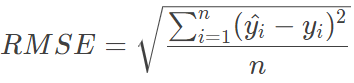 RMSE = \sqrt{\frac{\sum_{i=1}^{n}(\hat{y_i} - y_i)^2}{n}}